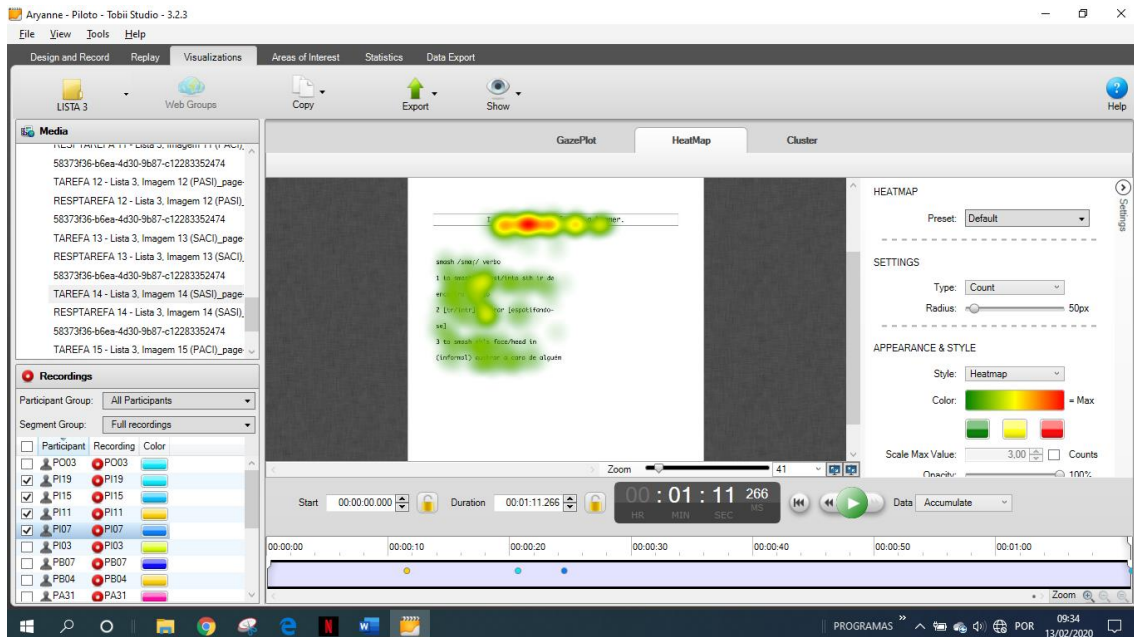 Aryanne - Piloto - Tobii Studio - 3.2.3
File View Tools Help
Design and Record Replay Visualizations Areas of Interest Statistics Data Export
LISTA 3 Web Groups Copy Export Show Help
Media
58373f36-b6ea-4d30-9b87-c12283352474
TAREFA 12 - Lista 3, Imagem 12 (PASI)_page-
RESPTAREFA 12 - Lista 3, Imagem 12 (PASI)_
58373f36-b6ea-4d30-9b87-c12283352474
TAREFA 13 - Lista 3, Imagem 13 (SACI)_page-
RESPTAREFA 13 - Lista 3, Imagem 13 (SACI)_
58373f36-b6ea-4d30-9b87-c12283352474
TAREFA 14 - Lista 3, Imagem 14 (SASI)_page-
RESPTAREFA 14 - Lista 3, Imagem 14 (SASI)_
58373f36-b6ea-4d30-9b87-c12283352474
TAREFA 15 - Lista 3, Imagem 15 (PACI)_page-
Recordings
Participant Group: All Participants
Segment Group: Full recordings
Participant Recording Color
PO03 PO03
PI19 PI19
PI15 PI15
PI11 PI11
PI07 PI07
PI03 PI03
PB07 PB07
PB04 PB04
PA31 PA31
GazePlot HeatMap Cluster
I
smash /smæʃ/ verbo
1 to sth ir de
2
se]
3 to smash face/head in
(informal) a cara de alguém
Zoom 41
HEATMAP
Preset: Default
SETTINGS
Type: Count
Radius: 50px
APPEARANCE & STYLE
Style: Heatmap
Color: = Max
Scale Max Value: 3,00 Counts
Opacity: 100%
Settings
Start 00:00:00.000 Duration 00:01:11.266 00 : 01 : 11 266 Data Accumulate
HR MIN SEC MS
00:00:00 00:00:10 00:00:20 00:00:30 00:00:40 00:00:50 00:01:00
Zoom
PROGRAMAS POR 09:34
13/02/2020